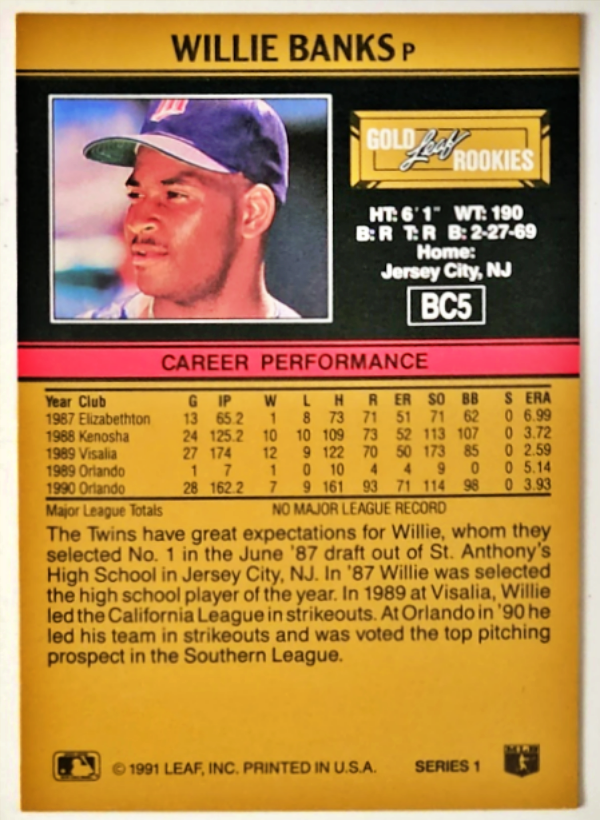 WILLIE BANKS P
GOLD Leaf ROOKIES
HT: 6' 1" WT: 190
B: R T: R B: 2-27-69
Home:
Jersey City, NJ
BC5
CAREER PERFORMANCE
Year Club G IP W L H R ER SO BB S ERA
1987 Elizabethton 13 65.2 1 8 73 71 51 71 62 0 6.99
1988 Kenosha 24 125.2 10 10 109 73 52 113 107 0 3.72
1989 Visalia 27 174 12 9 122 70 50 173 85 0 2.59
1989 Orlando 1 7 1 0 10 4 4 9 0 0 5.14
1990 Orlando 28 162.2 7 9 161 93 71 114 98 0 3.93
Major League Totals NO MAJOR LEAGUE RECORD
The Twins have great expectations for Willie, whom they
selected No. 1 in the June '87 draft out of St. Anthony's
High School in Jersey City, NJ. In '87 Willie was selected
the high school player of the year. In 1989 at Visalia, Willie
led the California League in strikeouts. At Orlando in '90 he
led his team in strikeouts and was voted the top pitching
prospect in the Southern League.
© 1991 LEAF, INC. PRINTED IN U.S.A. SERIES 1
MLB